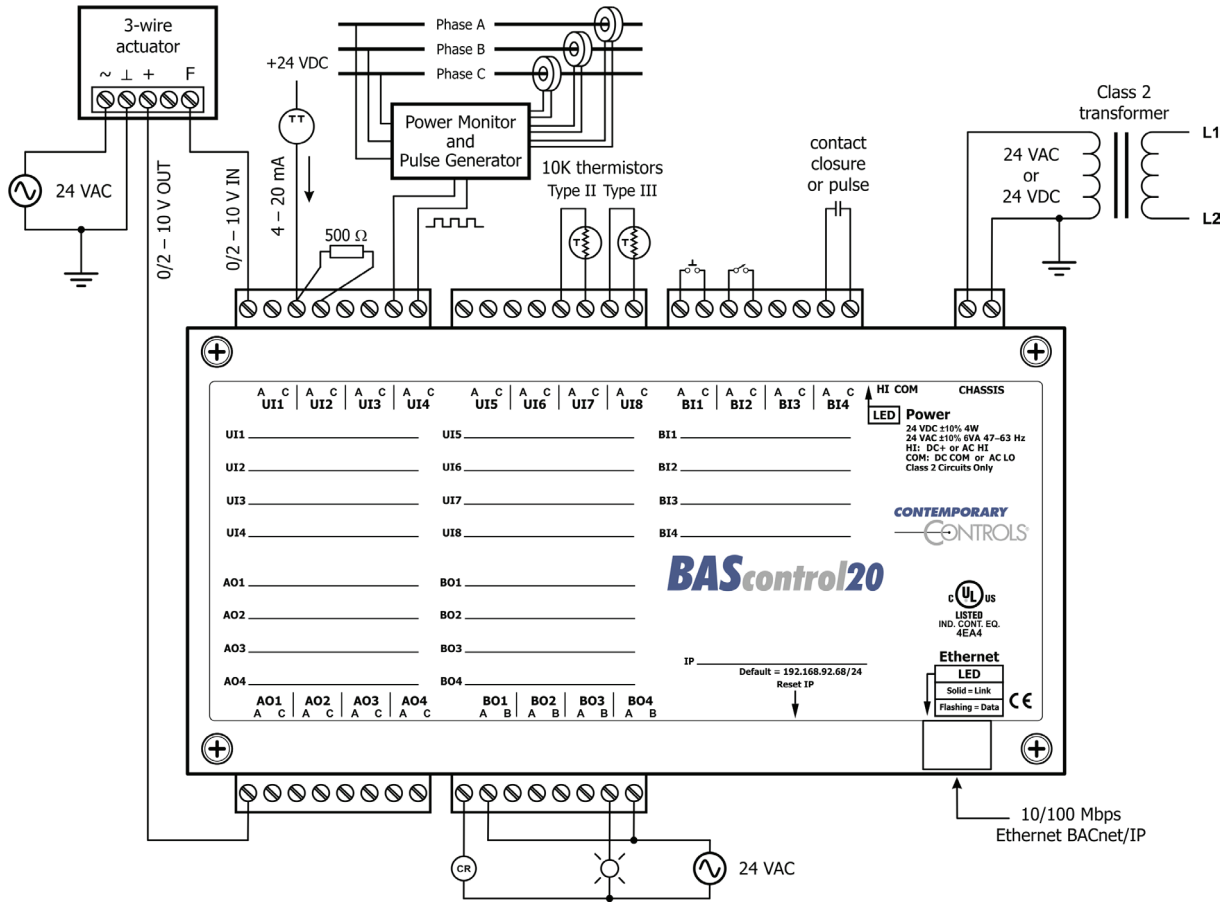 3-wire
actuator
~ ⊥ + F
24 VAC
0/2 – 10 V OUT
0/2 – 10 V IN
+24 VDC
TT
4 – 20 mA
500 Ω
Phase A
Phase B
Phase C
Power Monitor
and
Pulse Generator
10K thermistors
Type II Type III
T
T
contact
closure
or pulse
Class 2
transformer
24 VAC
or
24 VDC
L1
L2
A C A C A C A C
UI1 UI2 UI3 UI4
A C A C A C A C
UI5 UI6 UI7 UI8
A C A C A C A C
BI1 BI2 BI3 BI4
HI COM
CHASSIS
LED
Power
24 VDC ±10% 4W
24 VAC ±10% 6VA 47–63 Hz
HI: DC+ or AC HI
COM: DC COM or AC LO
Class 2 Circuits Only
UI1
UI2
UI3
UI4
UI5
UI6
UI7
UI8
BI1
BI2
BI3
BI4
CONTEMPORARY
CONTROLS®
BAScontrol20
AO1
AO2
AO3
AO4
BO1
BO2
BO3
BO4
C UL US
LISTED
IND. CONT. EQ.
4EA4
IP
Default = 192.168.92.68/24
Reset IP
Ethernet
LED
Solid = Link
Flashing = Data
CE
AO1 AO2 AO3 AO4
A C A C A C A C
BO1 BO2 BO3 BO4
A B A B A B A B
10/100 Mbps
Ethernet BACnet/IP
CR
24 VAC